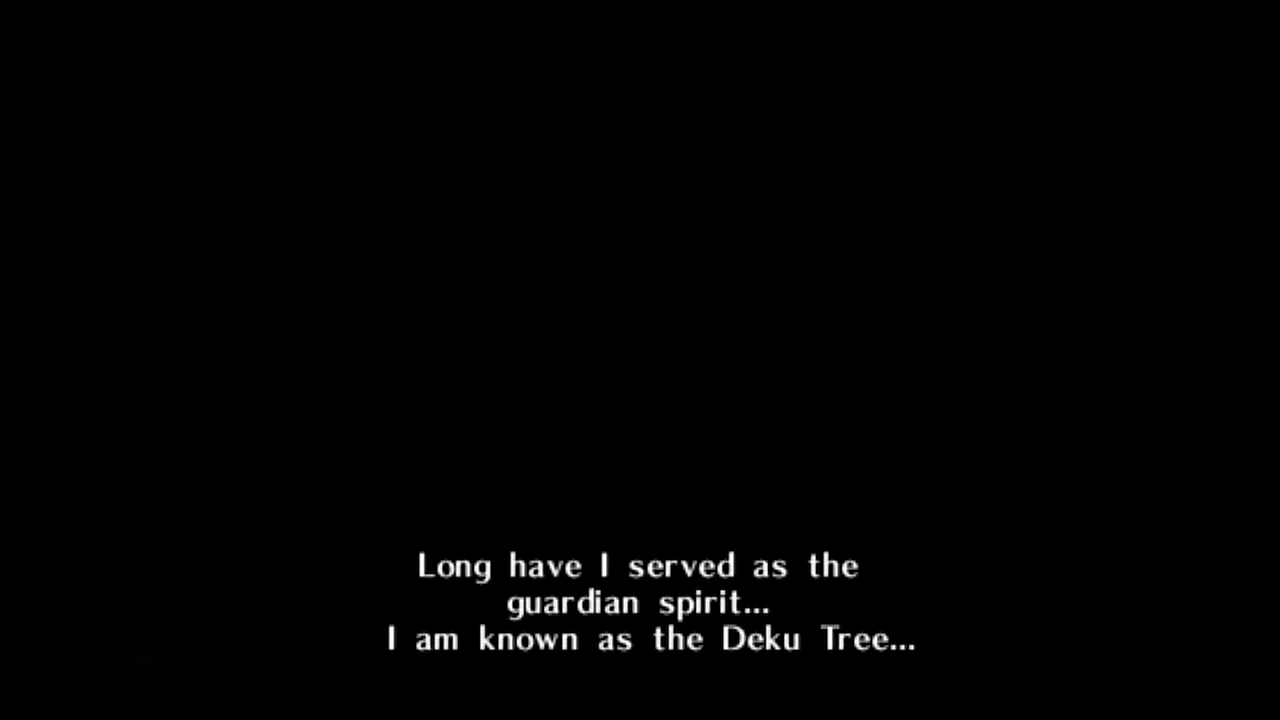 Long have I served as the
guardian spirit...
I am known as the Deku Tree...